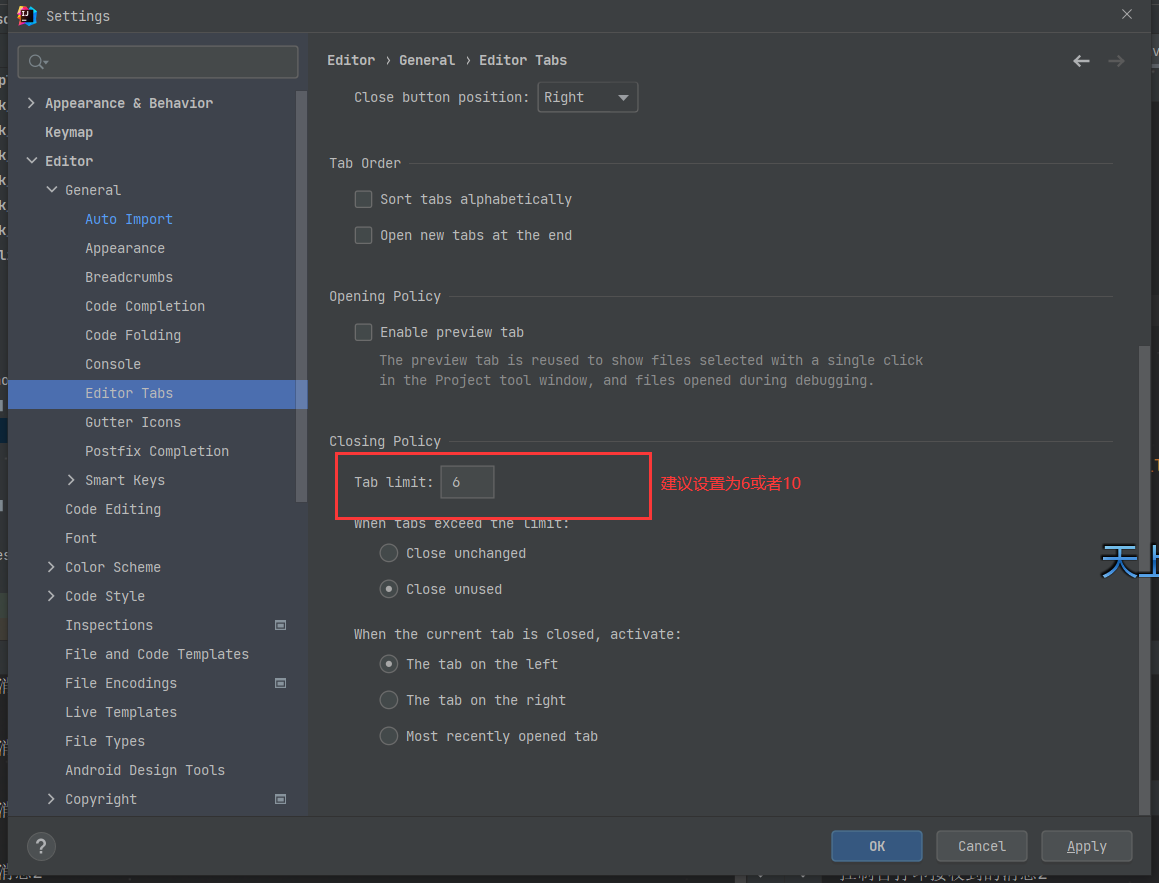 Settings
Editor › General › Editor Tabs
Appearance & Behavior
Keymap
Editor
General
Auto Import
Appearance
Breadcrumbs
Code Completion
Code Folding
Console
Editor Tabs
Gutter Icons
Postfix Completion
Smart Keys
Code Editing
Font
Color Scheme
Code Style
Inspections
File and Code Templates
File Encodings
Live Templates
File Types
Android Design Tools
Copyright
Close button position: Right
Tab Order
Sort tabs alphabetically
Open new tabs at the end
Opening Policy
Enable preview tab
The preview tab is reused to show files selected with a single click
in the Project tool window, and files opened during debugging.
Closing Policy
Tab limit: 6
建议设置为6或者10
When tabs exceed the limit:
Close unchanged
Close unused
When the current tab is closed, activate:
The tab on the left
The tab on the right
Most recently opened tab
天上
?
OK
Cancel
Apply